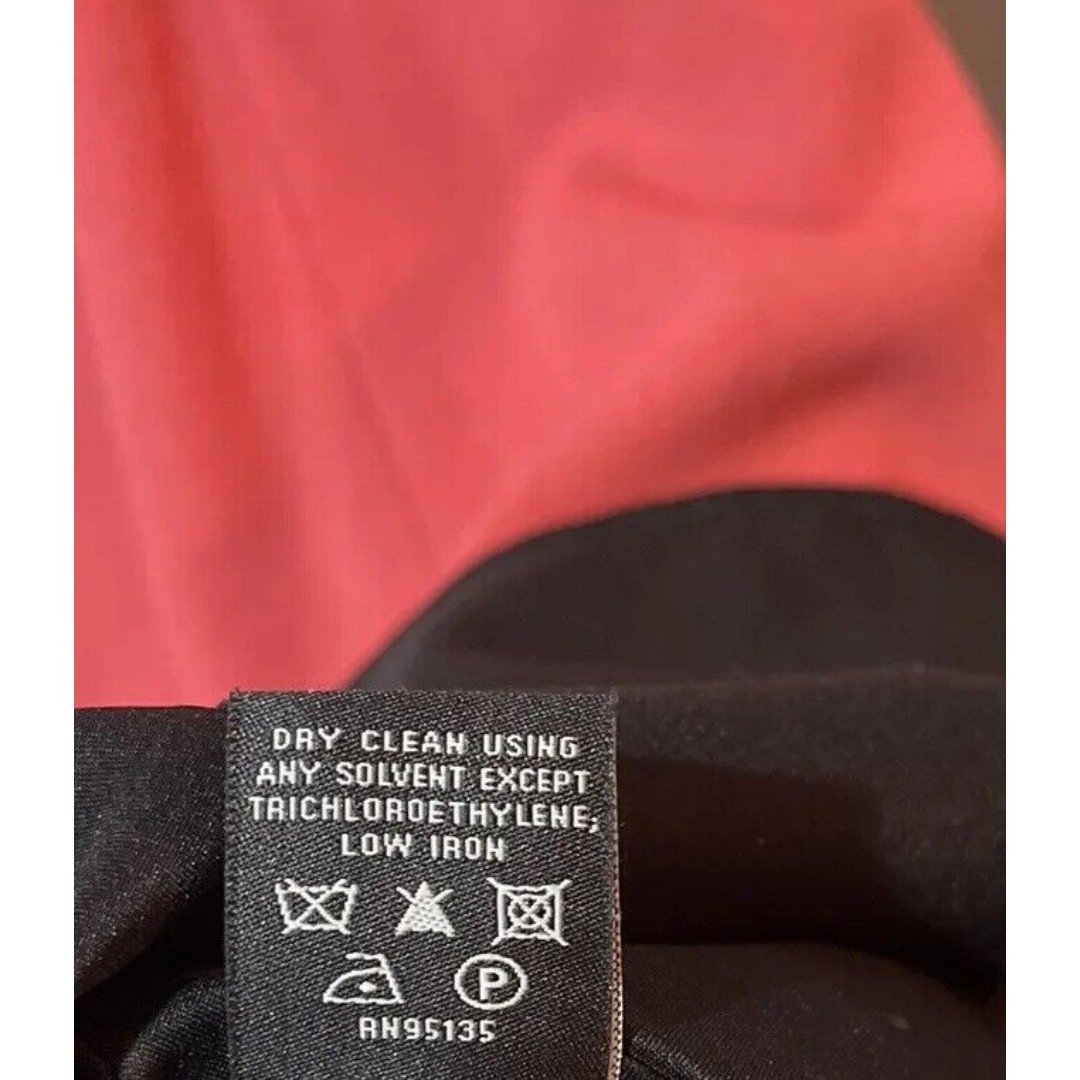 DRY CLEAN USING
ANY SOLVENT EXCEPT
TRICHLOROETHYLENE;
LOW IRON
P
RN95135